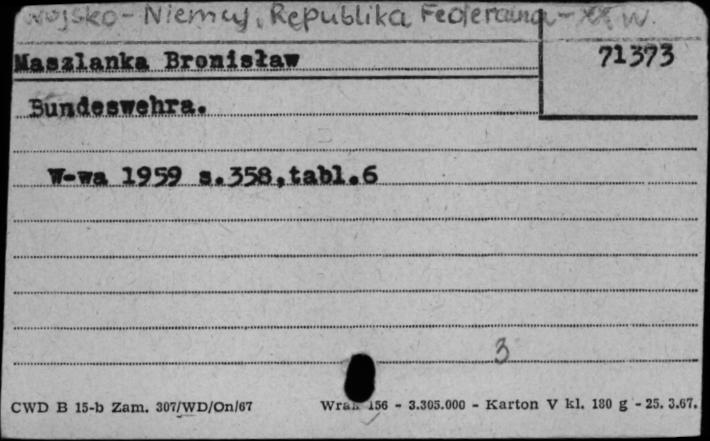 Wojsko - Niemcy, Republika Federalna - XX w.
Maszlanka Bronisław
71373
Bundeswehra.
W-wa 1959 s.358,tabl.6
3
CWD B 15-b Zam. 307/WD/On/67
156 - 3.305.000 - Karton V kl. 180 g - 25. 3.67.